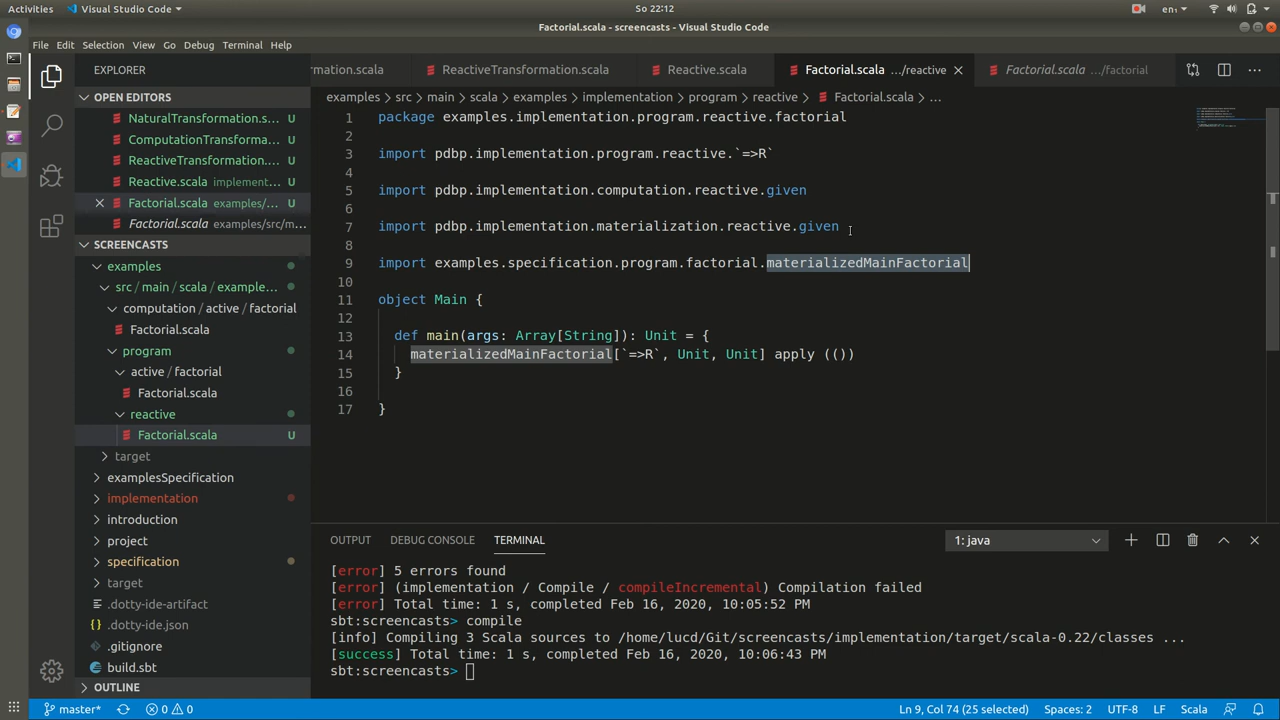 Activities
Visual Studio Code
So 22:12
en₁
Factorial.scala - screencasts - Visual Studio Code
File Edit Selection View Go Debug Terminal Help
EXPLORER
rmation.scala
ReactiveTransformation.scala
Reactive.scala
Factorial.scala .../reactive
Factorial.scala .../factorial
OPEN EDITORS
NaturalTransformation.s... U
ComputationTransforma... U
ReactiveTransformation.... U
Reactive.scala implement... U
Factorial.scala examples/... U
Factorial.scala examples/src/m...
SCREENCASTS
examples
src / main / scala / example...
computation / active / factorial
Factorial.scala
program
active / factorial
Factorial.scala
reactive
Factorial.scala U
target
examplesSpecification
implementation
introduction
project
specification
target
.dotty-ide-artifact
.dotty-ide.json
.gitignore
build.sbt
OUTLINE
examples > src > main > scala > examples > implementation > program > reactive > Factorial.scala > ...
1 package examples.implementation.program.reactive.factorial
2
3 import pdbp.implementation.program.reactive.`=>R`
4
5 import pdbp.implementation.computation.reactive.given
6
7 import pdbp.implementation.materialization.reactive.given
8
9 import examples.specification.program.factorial.materializedMainFactorial
10
11 object Main {
12
13 def main(args: Array[String]): Unit = {
14 materializedMainFactorial[`=>R`, Unit, Unit] apply (())
15 }
16
17 }
OUTPUT DEBUG CONSOLE TERMINAL
1: java
[error] 5 errors found
[error] (implementation / Compile / compileIncremental) Compilation failed
[error] Total time: 1 s, completed Feb 16, 2020, 10:05:52 PM
sbt:screencasts> compile
[info] Compiling 3 Scala sources to /home/lucd/Git/screencasts/implementation/target/scala-0.22/classes ...
[success] Total time: 1 s, completed Feb 16, 2020, 10:06:43 PM
sbt:screencasts>
master* 0 0 Ln 9, Col 74 (25 selected) Spaces: 2 UTF-8 LF Scala